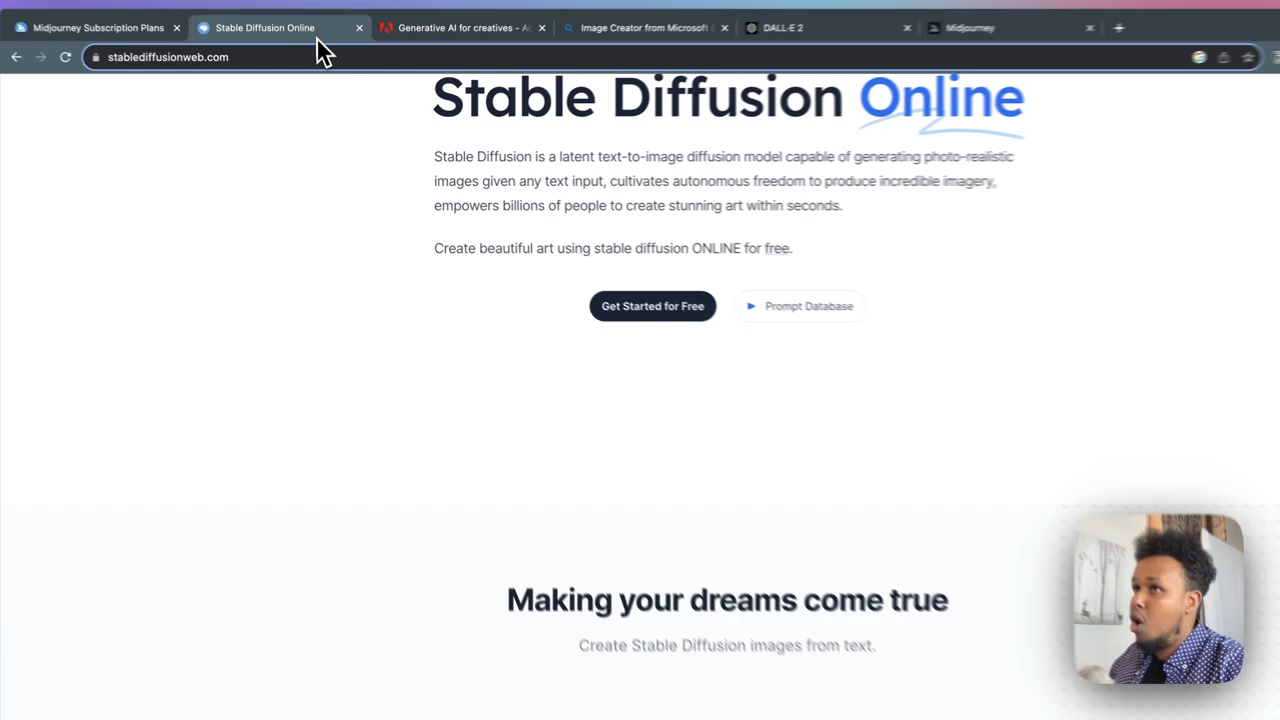 Midjourney Subscription Plans
Stable Diffusion Online
Generative AI for creatives - Ad
Image Creator from Microsoft
DALL-E 2
Midjourney
stablediffusionweb.com
Stable Diffusion Online
Stable Diffusion is a latent text-to-image diffusion model capable of generating photo-realistic
images given any text input, cultivates autonomous freedom to produce incredible imagery,
empowers billions of people to create stunning art within seconds.
Create beautiful art using stable diffusion ONLINE for free.
Get Started for Free
Prompt Database
Making your dreams come true
Create Stable Diffusion images from text.